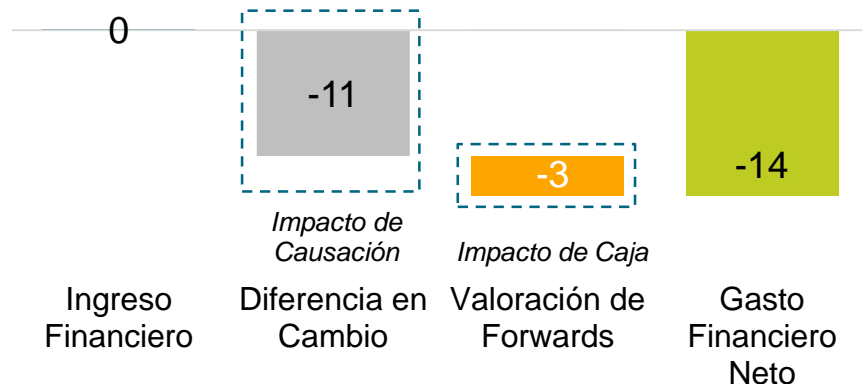 0
-11
-3
-14
Impacto de
Causación
Impacto de Caja
Ingreso
Financiero
Diferencia en
Cambio
Valoración de
Forwards
Gasto
Financiero
Neto